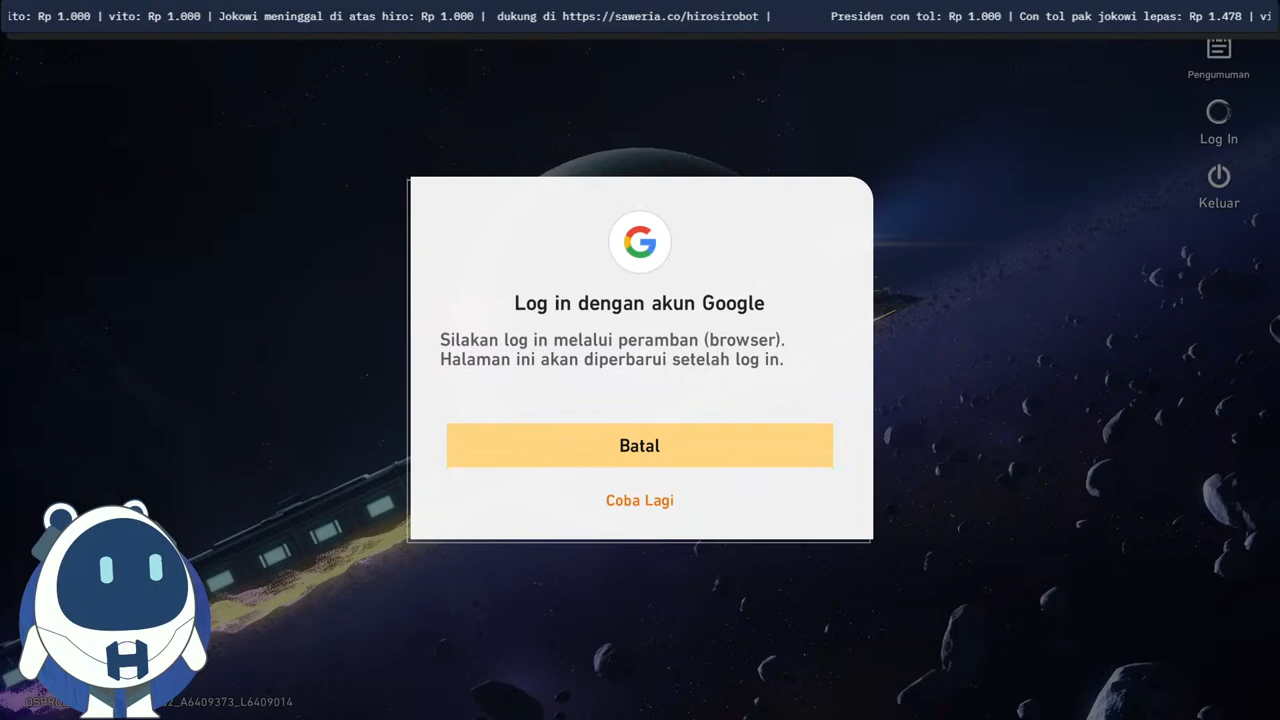 ito: Rp 1.000 | vito: Rp 1.000 | Jokowi meninggal di atas hiro: Rp 1.000 | dukung di https://saweria.co/hirosirobot | Presiden con tol: Rp 1.000 | Con tol pak jokowi lepas: Rp 1.478 | vi
Pengumuman
Log In
Keluar
Log in dengan akun Google
Silakan log in melalui peramban (browser).
Halaman ini akan diperbarui setelah log in.
Batal
Coba Lagi
H
2_A6409373_L6409014